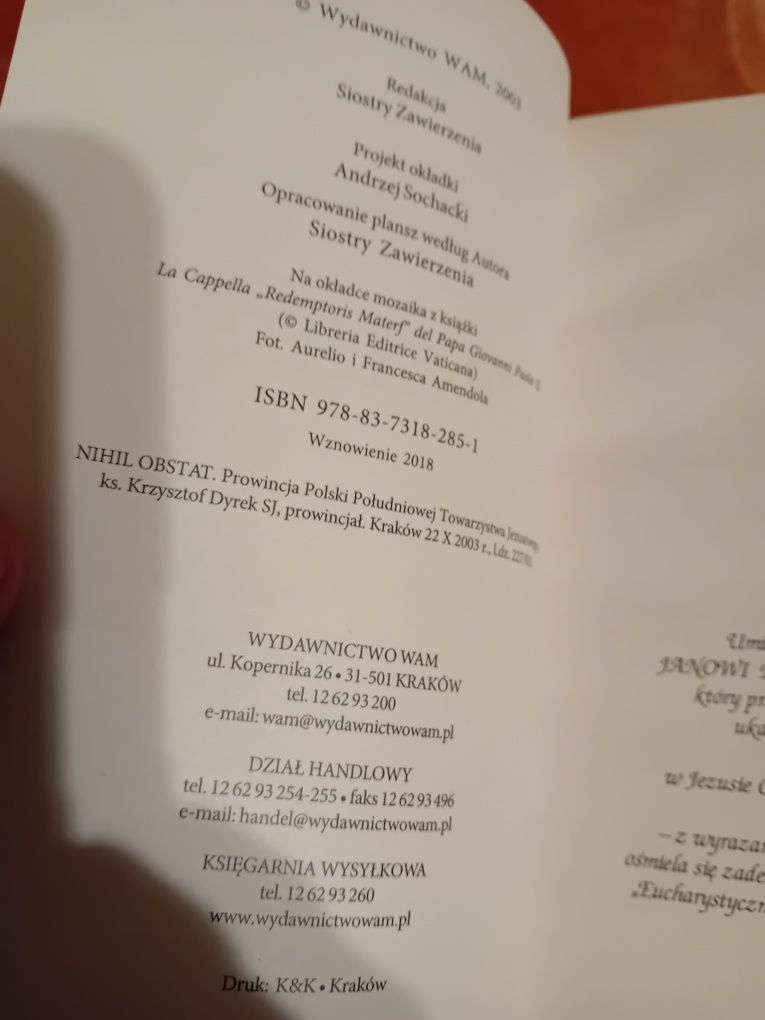 © Wydawnictwo WAM, 2003
Redakcja
Siostry Zawierzenia
Projekt okładki
Andrzej Sochacki
Opracowanie plansz według Autora
Siostry Zawierzenia
Na okładce mozaika z książki
La Cappella „Redemptoris Materf” del Papa Giovanni Paolo II
(© Libreria Editrice Vaticana)
Fot. Aurelio i Francesca Amendola
ISBN 978-83-7318-285-1
Wznowienie 2018
NIHIL OBSTAT. Prowincja Polski Południowej Towarzystwa Jezusowego,
ks. Krzysztof Dyrek SJ, prowincjał. Kraków 22 X 2003 r., l.dz.
WYDAWNICTWO WAM
ul. Kopernika 26 • 31-501 KRAKÓW
tel. 12 62 93 200
e-mail: wam@wydawnictwowam.pl
DZIAŁ HANDLOWY
tel. 12 62 93 254-255 • faks 12 62 93 496
e-mail: handel@wydawnictwowam.pl
KSIĘGARNIA WYSYŁKOWA
tel. 12 62 93 260
www.wydawnictwowam.pl
Druk: K&K • Kraków
JANOWI
który
w Jezusie
– z
ośmiela się